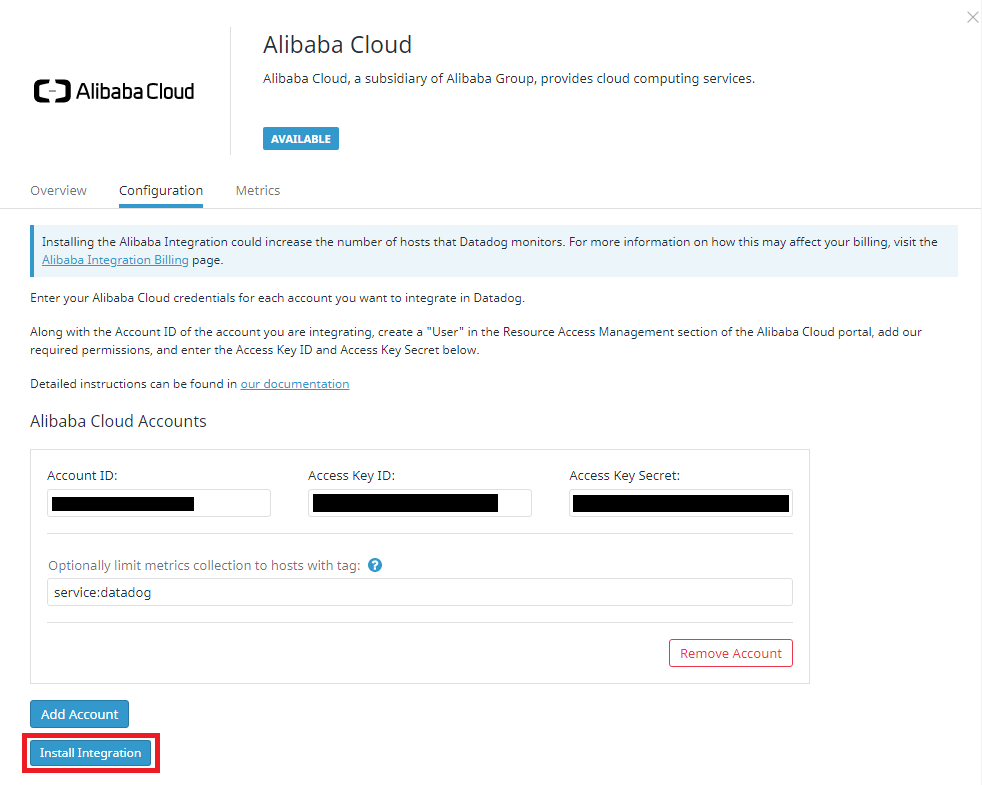 Alibaba Cloud
Alibaba Cloud
Alibaba Cloud, a subsidiary of Alibaba Group, provides cloud computing services.
AVAILABLE
Overview Configuration Metrics
Installing the Alibaba Integration could increase the number of hosts that Datadog monitors. For more information on how this may affect your billing, visit the
Alibaba Integration Billing page.
Enter your Alibaba Cloud credentials for each account you want to integrate in Datadog.
Along with the Account ID of the account you are integrating, create a "User" in the Resource Access Management section of the Alibaba Cloud portal, add our
required permissions, and enter the Access Key ID and Access Key Secret below.
Detailed instructions can be found in our documentation
Alibaba Cloud Accounts
Account ID: Access Key ID: Access Key Secret:
Optionally limit metrics collection to hosts with tag: ?
service:datadog
Remove Account
Add Account
Install Integration